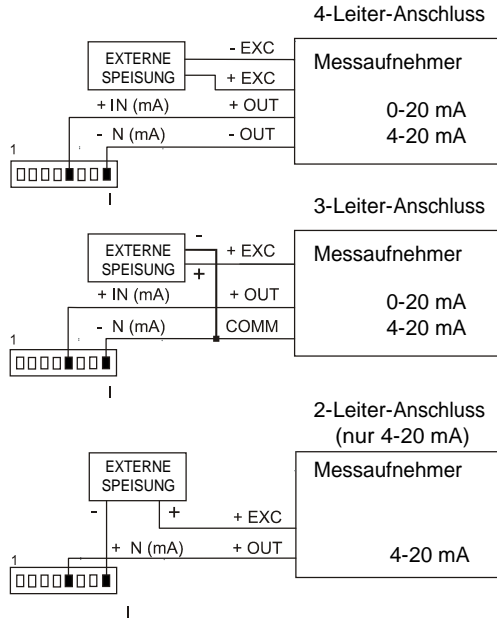 4-Leiter-Anschluss
EXTERNE
SPEISUNG
- EXC
+ EXC
Messaufnehmer
+ IN (mA)
+ OUT
0-20 mA
- N (mA)
- OUT
4-20 mA
1
I
3-Leiter-Anschluss
EXTERNE
SPEISUNG
-
+
+ EXC
Messaufnehmer
+ IN (mA)
+ OUT
0-20 mA
- N (mA)
COMM
4-20 mA
1
I
2-Leiter-Anschluss
(nur 4-20 mA)
EXTERNE
SPEISUNG
Messaufnehmer
-
+
+ EXC
+ N (mA)
+ OUT
4-20 mA
1
I